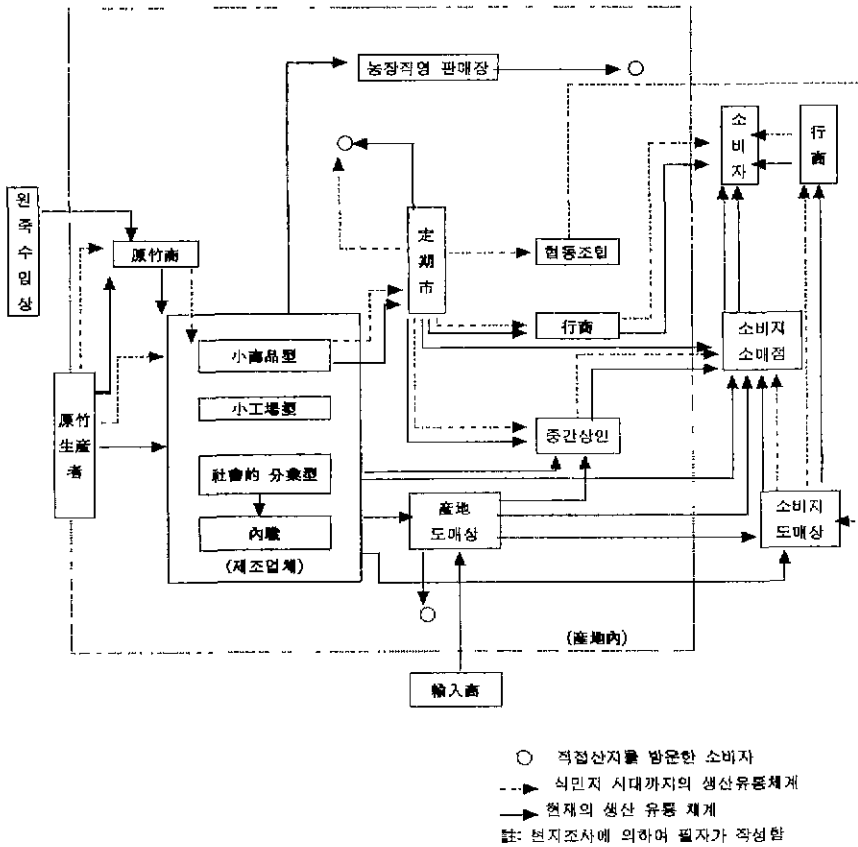 농장직영 판매장
소비자
行商
원죽수입상
原竹商
定期市
협동조합
小商品型
行商
소비지
소매점
小工場型
原竹生産者
중간상인
社會的 分業型
産地
도매상
소비지
도매상
內職
(제조업체)
(産地內)
輸入商
직접산지를 방문한 소비자
식민지 시대까지의 생산유통체계
현재의 생산 유통 체계
註: 현지조사에 의하여 필자가 작성함